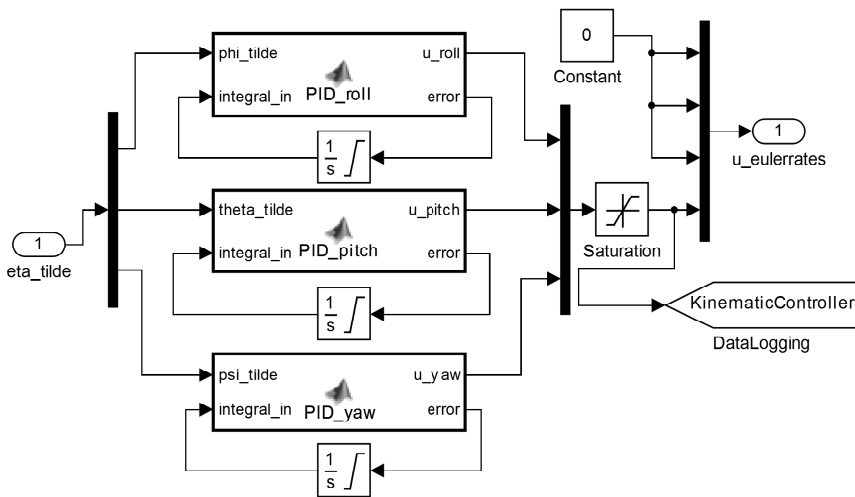 phi_tilde
u_roll
integral_in
PID_roll
error
1
s
0
Constant
1
u_eulerrates
theta_tilde
u_pitch
integral_in
PID_pitch
error
1
s
1
eta_tilde
Saturation
KinematicController
DataLogging
psi_tilde
u_yaw
integral_in
PID_yaw
error
1
s